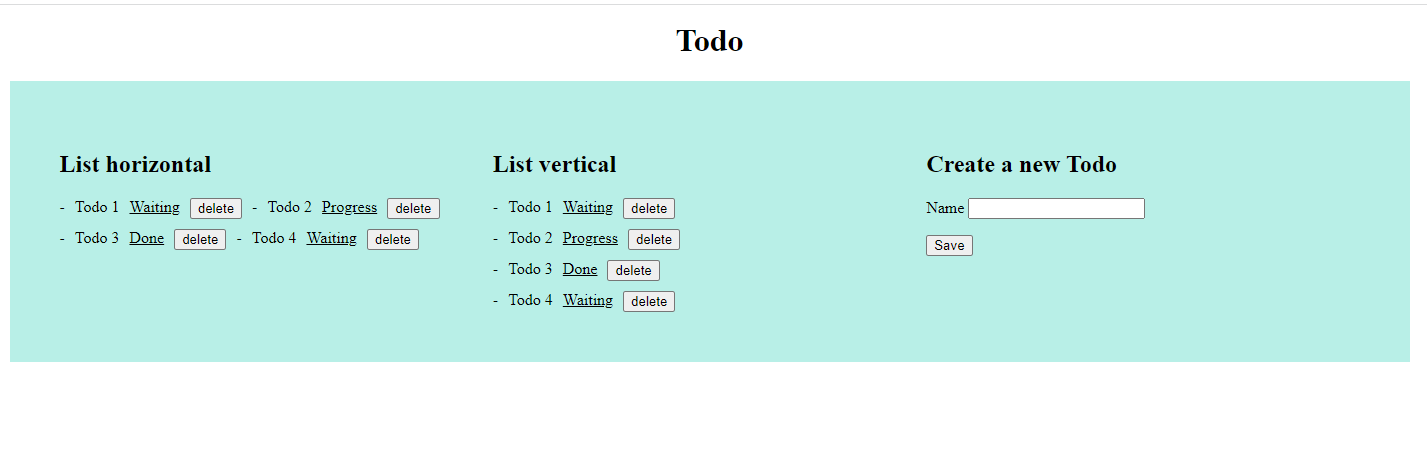 Todo
List horizontal
- Todo 1 Waiting delete - Todo 2 Progress delete
- Todo 3 Done delete - Todo 4 Waiting delete
List vertical
- Todo 1 Waiting delete
- Todo 2 Progress delete
- Todo 3 Done delete
- Todo 4 Waiting delete
Create a new Todo
Name
Save